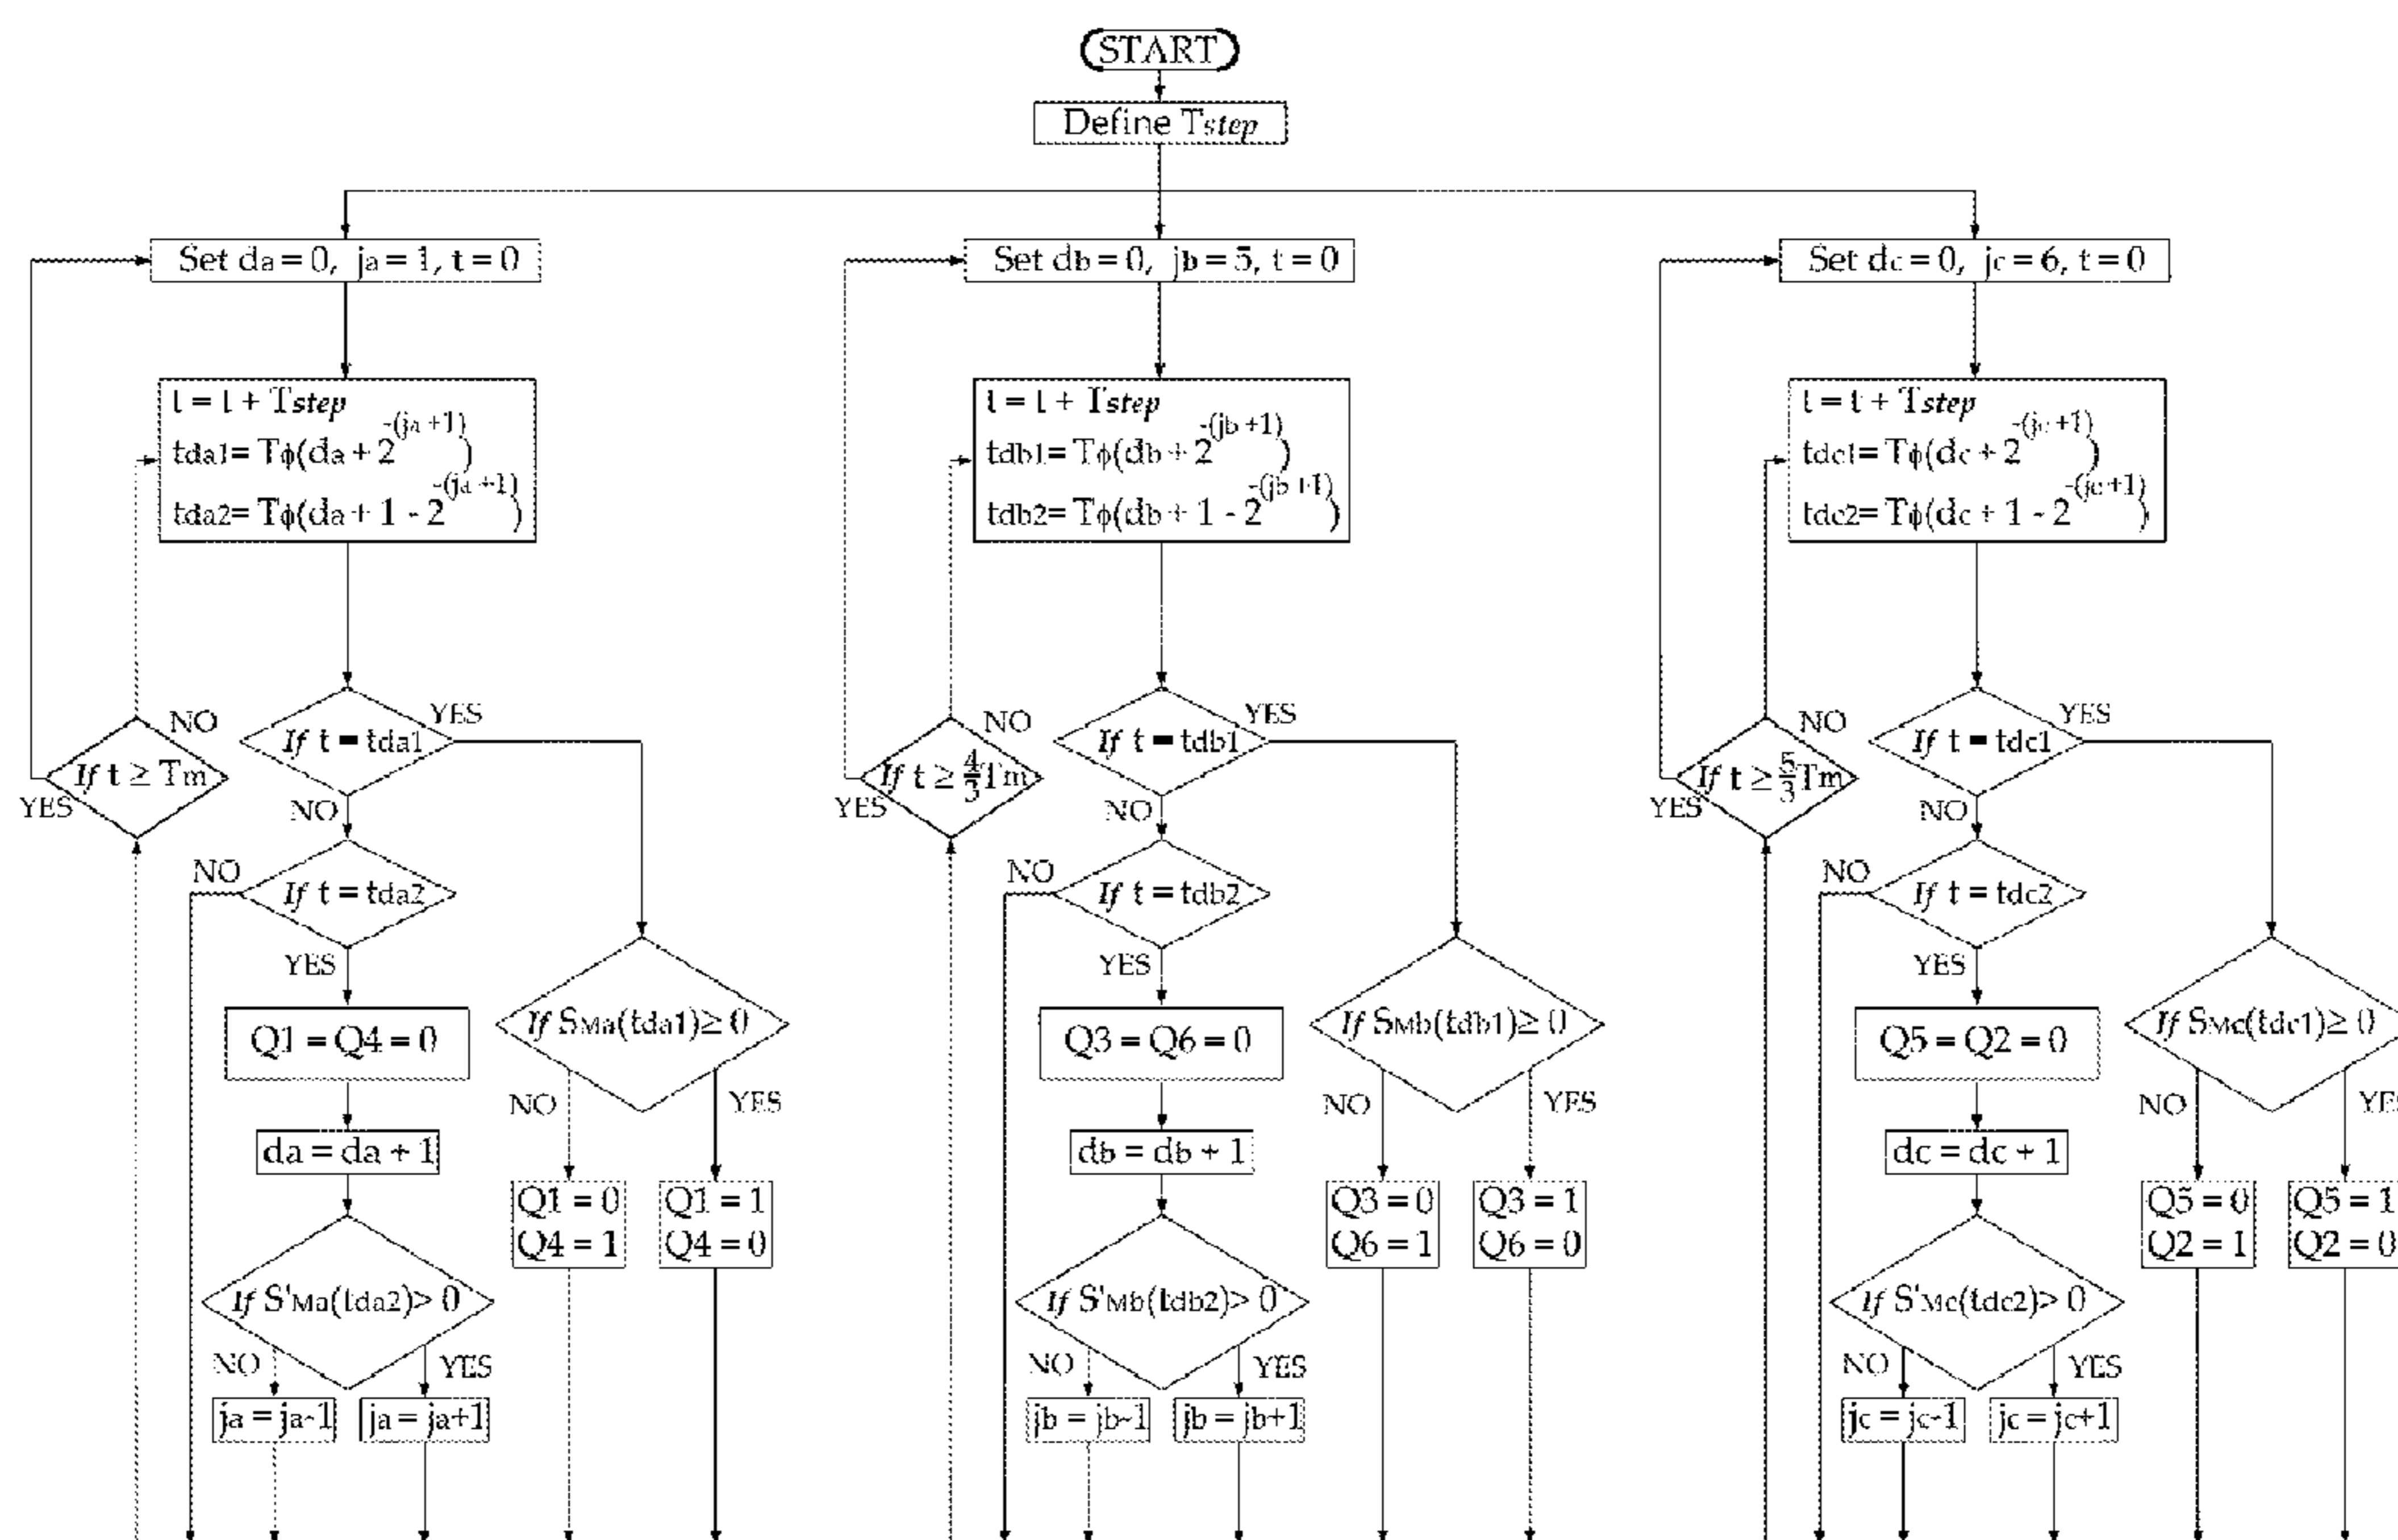 START
Define Tstep
Set da = 0, ja = 1, t = 0
t = t + Tstep
tda1= Tϕ(da + 2^-(ja +1))
tda2= Tϕ(da + 1 - 2^-(ja +1))
If t = tda1
YES
NO
If t ≥ Tm
NO
YES
If t = tda2
NO
YES
Q1 = Q4 = 0
da = da + 1
If S'Ma(tda2)> 0
NO
YES
ja = ja-1
ja = ja+1
If SMa(tda1)≥ 0
NO
YES
Q1 = 0
Q4 = 1
Q1 = 1
Q4 = 0
Set db = 0, jb = 5, t = 0
t = t + Tstep
tdb1= Tϕ(db + 2^-(jb +1))
tdb2= Tϕ(db + 1 - 2^-(jb +1))
If t = tdb1
YES
NO
If t ≥ 4/3 Tm
NO
YES
If t = tdb2
NO
YES
Q3 = Q6 = 0
db = db + 1
If S'Mb(tdb2)> 0
NO
YES
jb = jb-1
jb = jb+1
If SMb(tdb1)≥ 0
NO
YES
Q3 = 0
Q6 = 1
Q3 = 1
Q6 = 0
Set dc = 0, jc = 6, t = 0
t = t + Tstep
tdc1= Tϕ(dc + 2^-(jc +1))
tdc2= Tϕ(dc + 1 - 2^-(jc +1))
If t = tdc1
YES
NO
If t ≥ 5/3 Tm
NO
YES
If t = tdc2
NO
YES
Q5 = Q2 = 0
dc = dc + 1
If S'Mc(tdc2)> 0
NO
YES
jc = jc-1
jc = jc+1
If SMc(tdc1)≥ 0
NO
YES
Q5 = 0
Q2 = 1
Q5 = 1
Q2 = 0